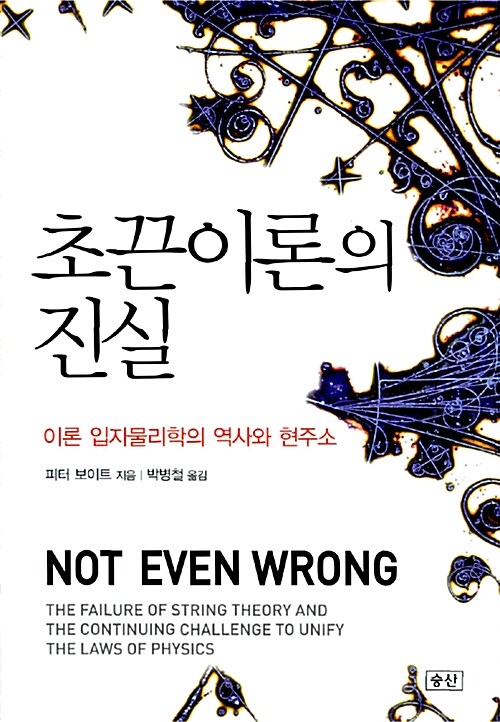 초끈이론의
진실
이론 입자물리학의 역사와 현주소
피터 보이트 지음 | 박병철 옮김
NOT EVEN WRONG
THE FAILURE OF STRING THEORY AND
THE CONTINUING CHALLENGE TO UNIFY
THE LAWS OF PHYSICS
승산